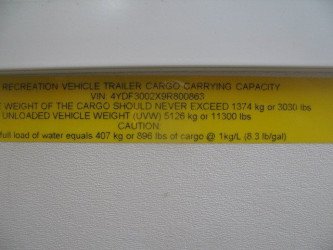 RECREATION VEHICLE TRAILER CARGO CARRYING CAPACITY
VIN: 4YDF3002X9R800863
WEIGHT OF THE CARGO SHOULD NEVER EXCEED 1374 kg or 3030 lbs
UNLOADED VEHICLE WEIGHT (UVW) 5126 kg or 11300 lbs
CAUTION:
full load of water equals 407 kg or 896 lbs of cargo @ 1kg/L (8.3 lb/gal)